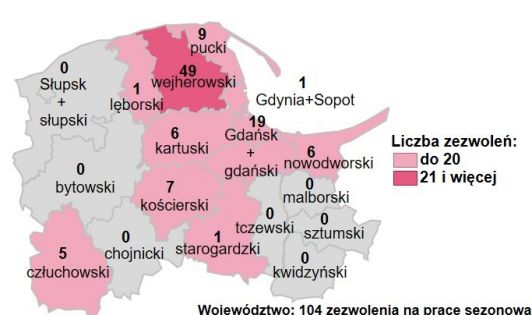 9
pucki
0
Słupsk
+
słupski
49
wejherowski
1
lęborski
1
Gdynia+Sopot
19
Gdańsk
+
gdański
6
kartuski
6
nowodworski
Liczba zezwoleń:
do 20
21 i więcej
0
bytowski
7
kościerski
0
malborski
0
tczewski
0
sztumski
5
człuchowski
0
chojnicki
1
starogardzki
0
kwidzyński
Województwo: 104 zezwolenia na pracę sezonową